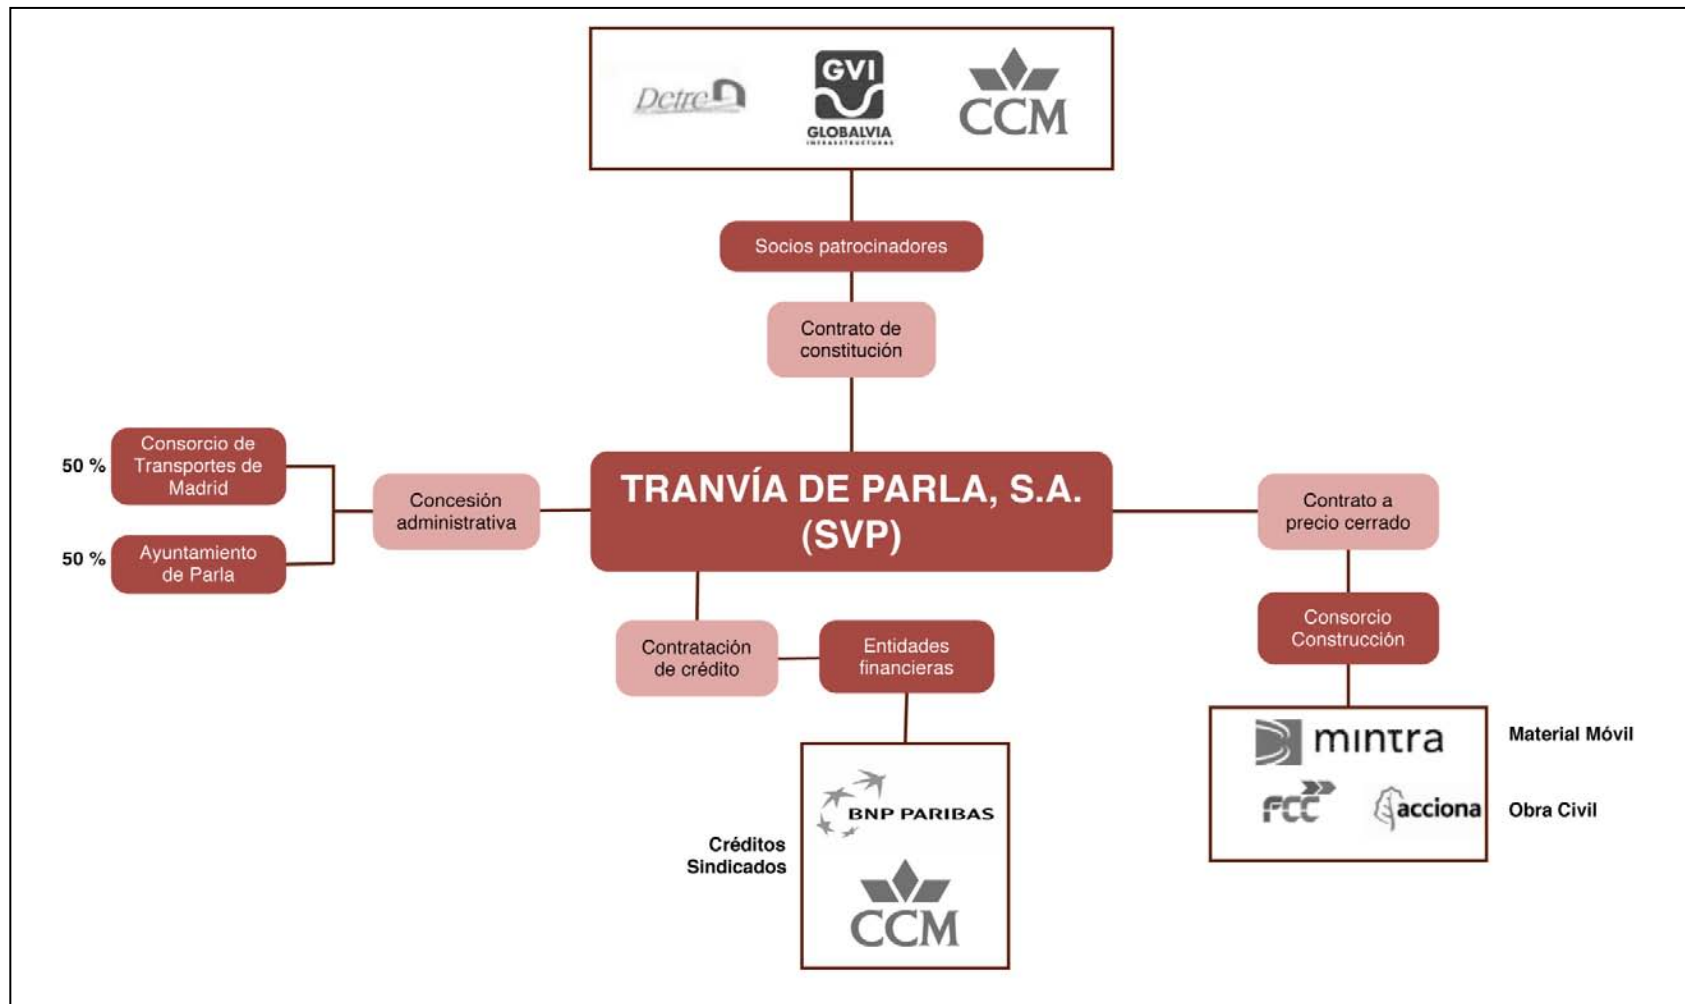 Detren
GVI
GLOBALVIA
INFRAESTRUCTURAS
CCM
Socios patrocinadores
Contrato de
constitución
50 %
Consorcio de
Transportes de
Madrid
50 %
Ayuntamiento
de Parla
Concesión
administrativa
TRANVÍA DE PARLA, S.A.
(SVP)
Contrato a
precio cerrado
Consorcio
Construcción
mintra
Material Móvil
FCC
acciona
Obra Civil
Contratación
de crédito
Entidades
financieras
Créditos
Sindicados
BNP PARIBAS
CCM